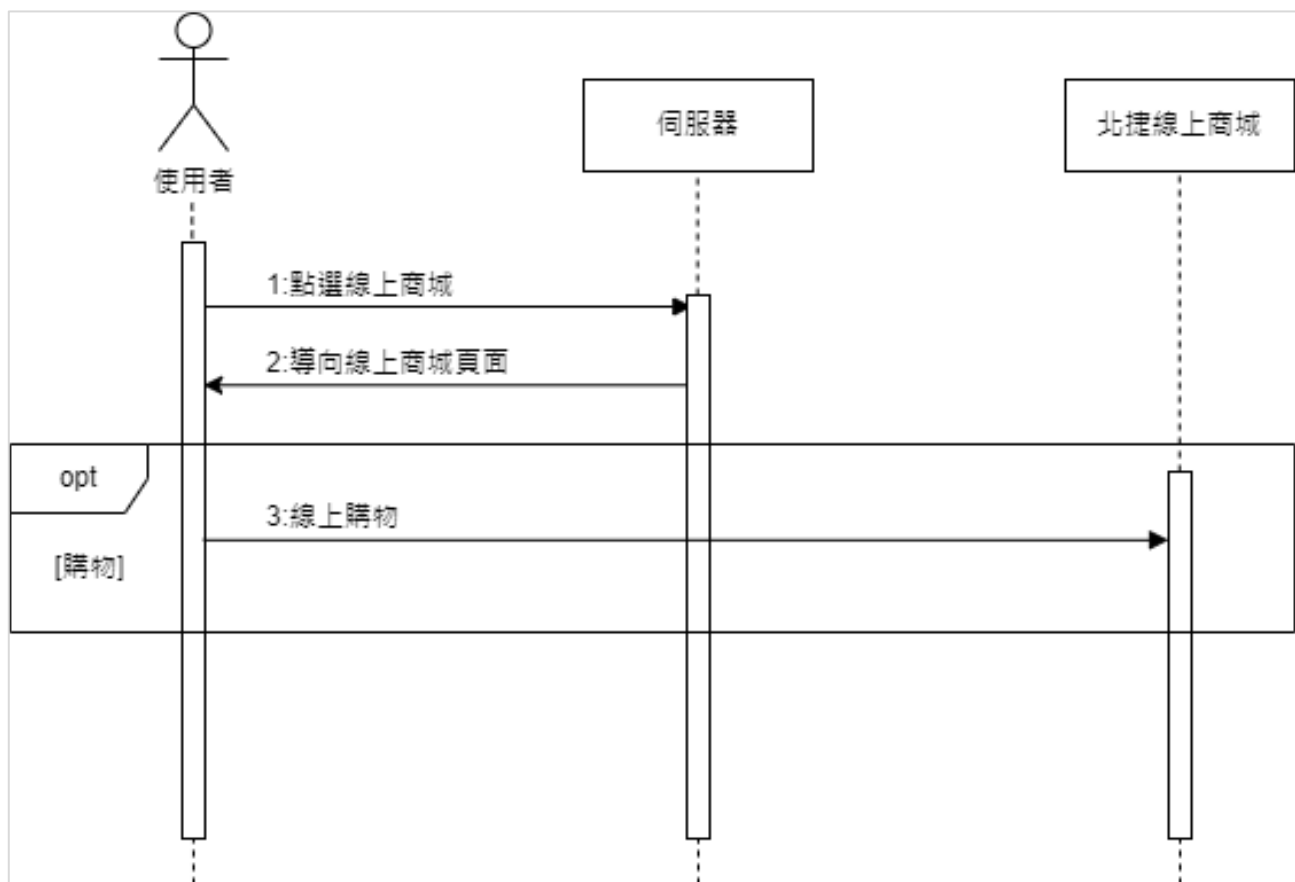 使用者
伺服器
北捷線上商城
1:點選線上商城
2:導向線上商城頁面
opt
3:線上購物
[購物]